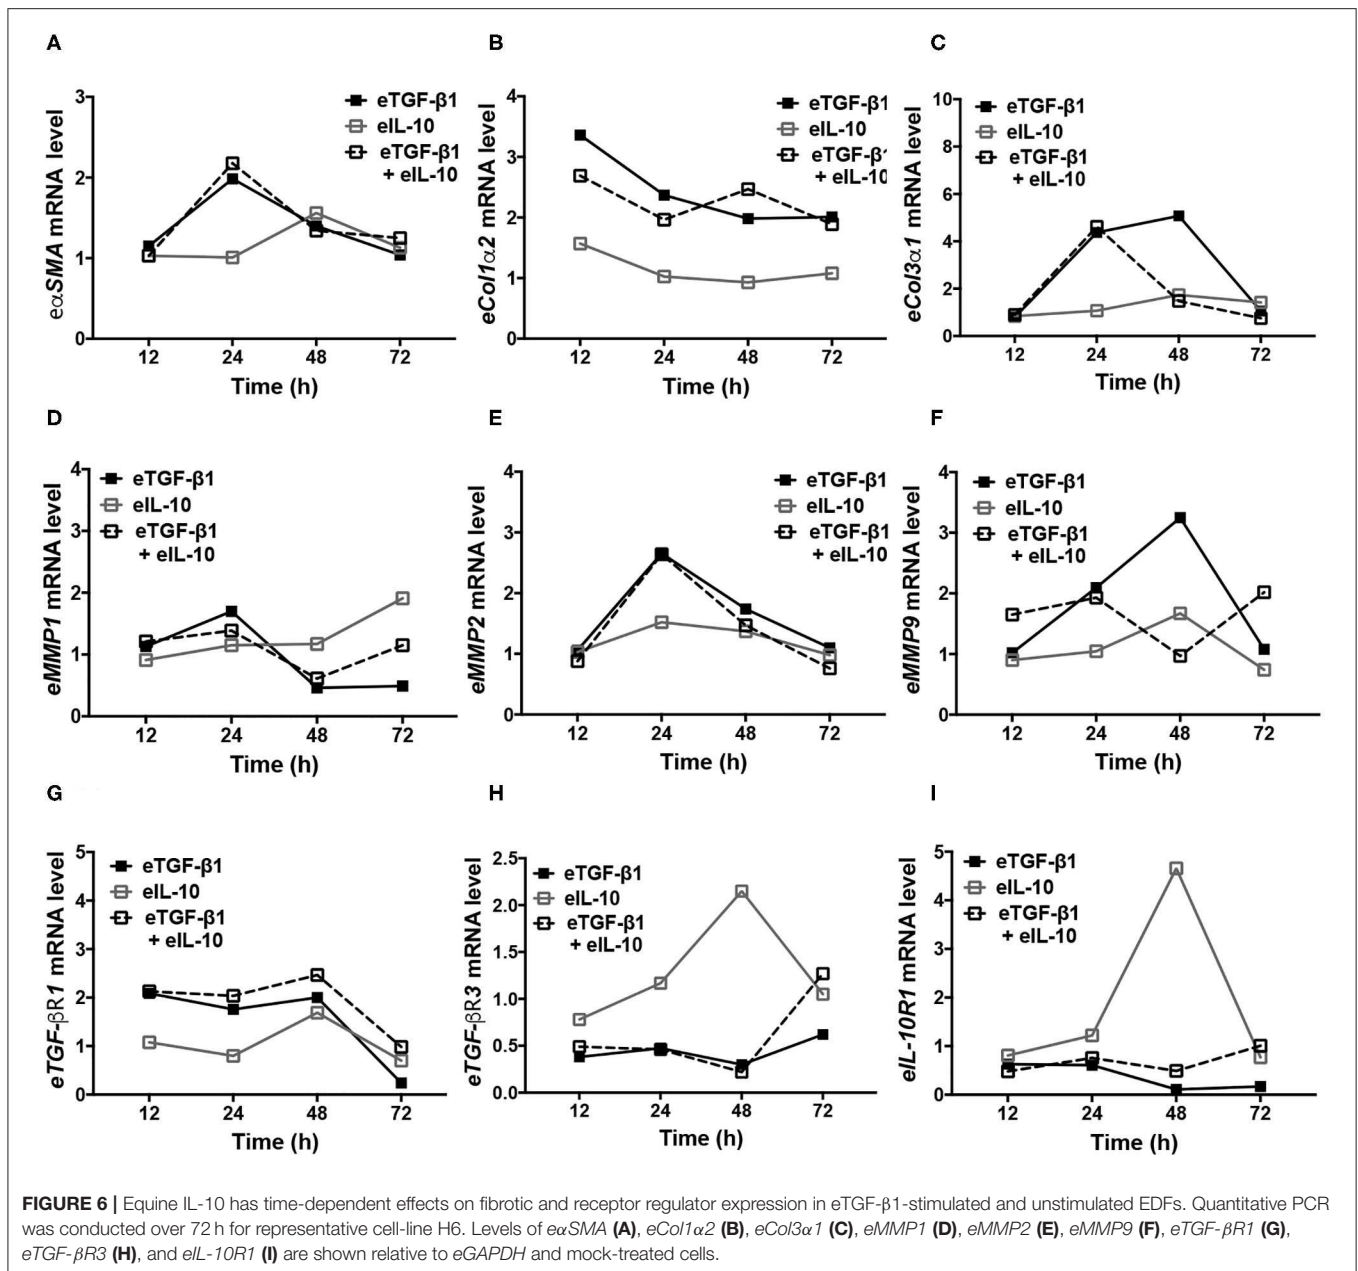 A
eαSMA mRNA level
3
2
1
0
12 24 48 72
Time (h)
eTGF-β1
eIL-10
eTGF-β1
+ eIL-10
B
eCol1α2 mRNA level
4
3
2
1
0
12 24 48 72
Time (h)
eTGF-β1
eIL-10
eTGF-β1
+ eIL-10
C
eCol3α1 mRNA level
10
8
6
4
2
0
12 24 48 72
Time (h)
eTGF-β1
eIL-10
eTGF-β1
+ eIL-10
D
eMMP1 mRNA level
4
3
2
1
0
12 24 48 72
Time (h)
eTGF-β1
eIL-10
eTGF-β1
+ eIL-10
E
eMMP2 mRNA level
4
3
2
1
0
12 24 48 72
Time (h)
eTGF-β1
eIL-10
eTGF-β1
+ eIL-10
F
eMMP9 mRNA level
4
3
2
1
0
12 24 48 72
Time (h)
eTGF-β1
eIL-10
eTGF-β1
+ eIL-10
G
eTGF-βR1 mRNA level
5
4
3
2
1
0
12 24 48 72
Time (h)
eTGF-β1
eIL-10
eTGF-β1
+ eIL-10
H
eTGF-βR3 mRNA level
2.5
2.0
1.5
1.0
0.5
0.0
12 24 48 72
Time (h)
eTGF-β1
eIL-10
eTGF-β1
+ eIL-10
I
eIL-10R1 mRNA level
5
4
3
2
1
0
12 24 48 72
Time (h)
eTGF-β1
eIL-10
eTGF-β1
+ eIL-10
FIGURE 6 | Equine IL-10 has time-dependent effects on fibrotic and receptor regulator expression in eTGF-β1-stimulated and unstimulated EDFs. Quantitative PCR
was conducted over 72 h for representative cell-line H6. Levels of eαSMA (A), eCol1α2 (B), eCol3α1 (C), eMMP1 (D), eMMP2 (E), eMMP9 (F), eTGF-βR1 (G),
eTGF-βR3 (H), and eIL-10R1 (I) are shown relative to eGAPDH and mock-treated cells.